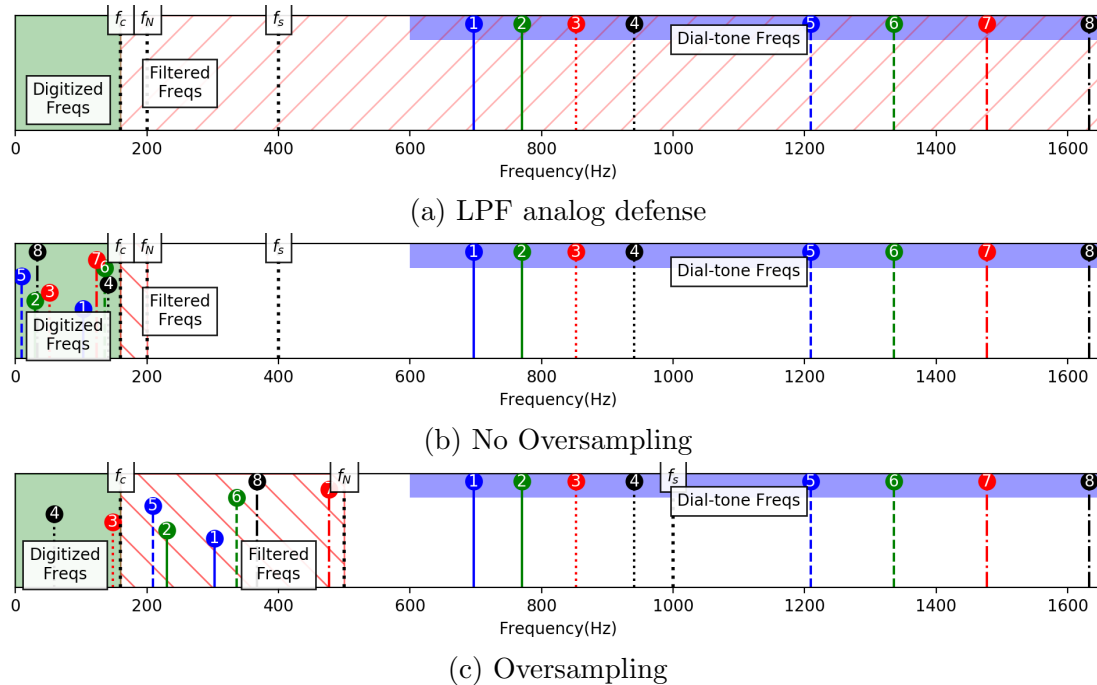 f_c f_N f_s 1 2 3 4 5 6 7 8
Dial-tone Freqs
Digitized
Freqs
Filtered
Freqs
0 200 400 600 800 1000 1200 1400 1600
Frequency(Hz)
(a) LPF analog defense
f_c f_N f_s 1 2 3 4 5 6 7 8
5 8 2 3 1 7 6 4
Dial-tone Freqs
Digitized
Freqs
Filtered
Freqs
0 200 400 600 800 1000 1200 1400 1600
Frequency(Hz)
(b) No Oversampling
f_c f_N f_s 1 2 3 4 5 6 7 8
4 3 5 2 1 6 8 7
Dial-tone Freqs
Digitized
Freqs
Filtered
Freqs
0 200 400 600 800 1000 1200 1400 1600
Frequency(Hz)
(c) Oversampling